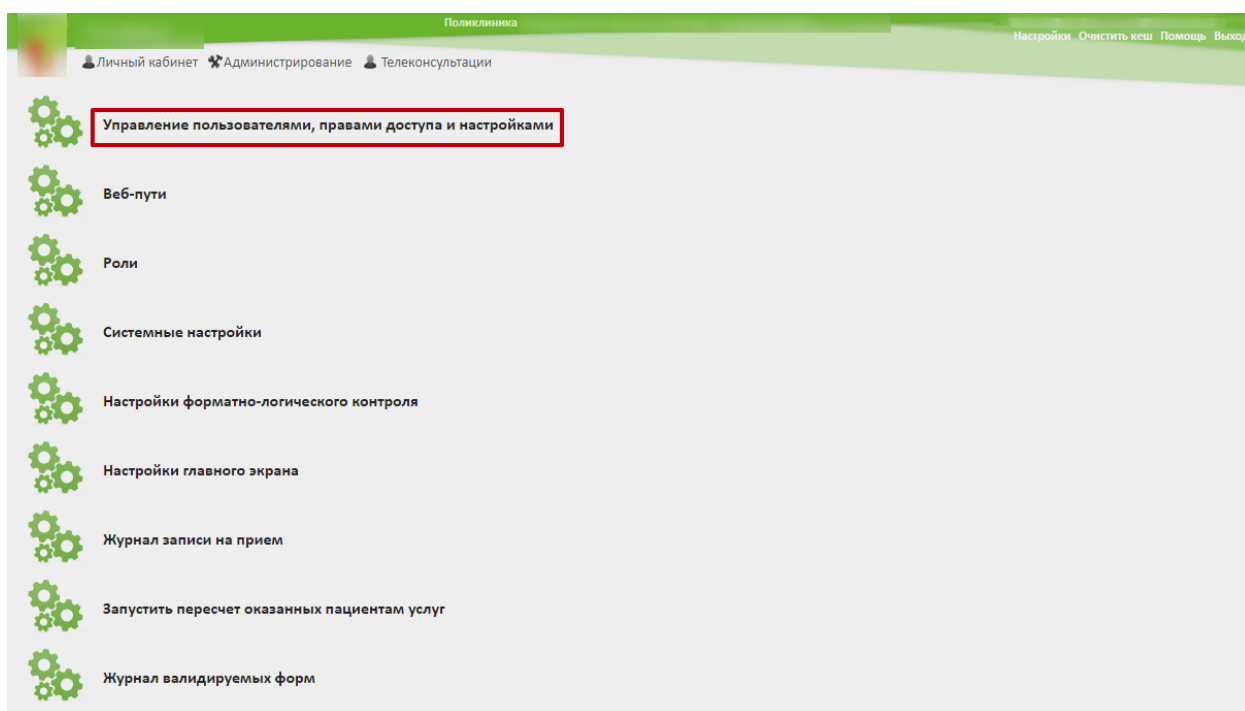 Поликлиника
Настройки Очистить кеш Помощь Выход
Личный кабинет Администрирование Телеконсультации
Управление пользователями, правами доступа и настройками
Веб-пути
Роли
Системные настройки
Настройки форматно-логического контроля
Настройки главного экрана
Журнал записи на прием
Запустить пересчет оказанных пациентам услуг
Журнал валидируемых форм